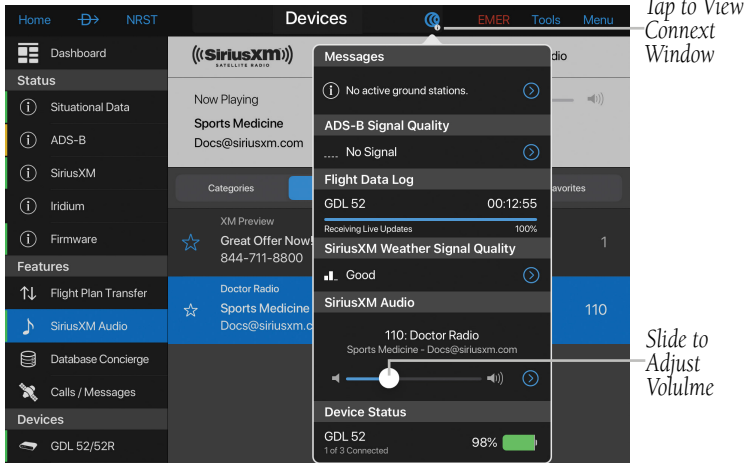 Home
NRST
Devices
EMER
Tools
Menu
Tap to View
Connext
Window
Dashboard
Status
Situational Data
ADS-B
SiriusXM
Iridium
Firmware
Features
Flight Plan Transfer
SiriusXM Audio
Database Concierge
Calls / Messages
Devices
GDL 52/52R
((SiriusXM))
SATELLITE RADIO
dio
Now Playing
Sports Medicine
Docs@siriusxm.com
Categories
avorites
XM Preview
Great Offer Now!
844-711-8800
1
Doctor Radio
Sports Medicine
Docs@siriusxm.c
110
Messages
No active ground stations.
ADS-B Signal Quality
No Signal
Flight Data Log
GDL 52 00:12:55
Receiving Live Updates 100%
SiriusXM Weather Signal Quality
Good
SiriusXM Audio
110: Doctor Radio
Sports Medicine - Docs@siriusxm.com
Device Status
GDL 52
1 of 3 Connected
98%
Slide to
Adjust
Volulme